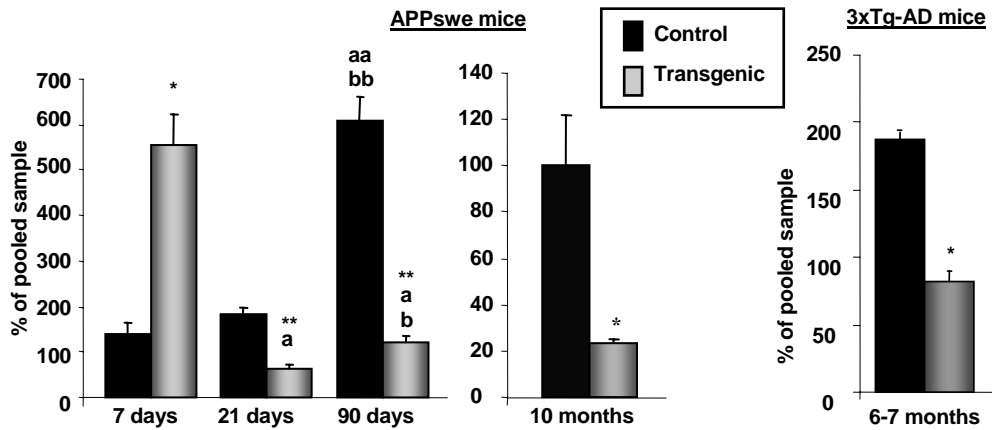 APPswe mice
3xTg-AD mice
Control
Transgenic
% of pooled sample
700
600
500
400
300
200
100
0
*
**
a
aa
bb
**
a
b
7 days
21 days
90 days
140
120
100
80
60
40
20
0
*
10 months
% of pooled sample
250
200
150
100
50
0
*
6-7 months